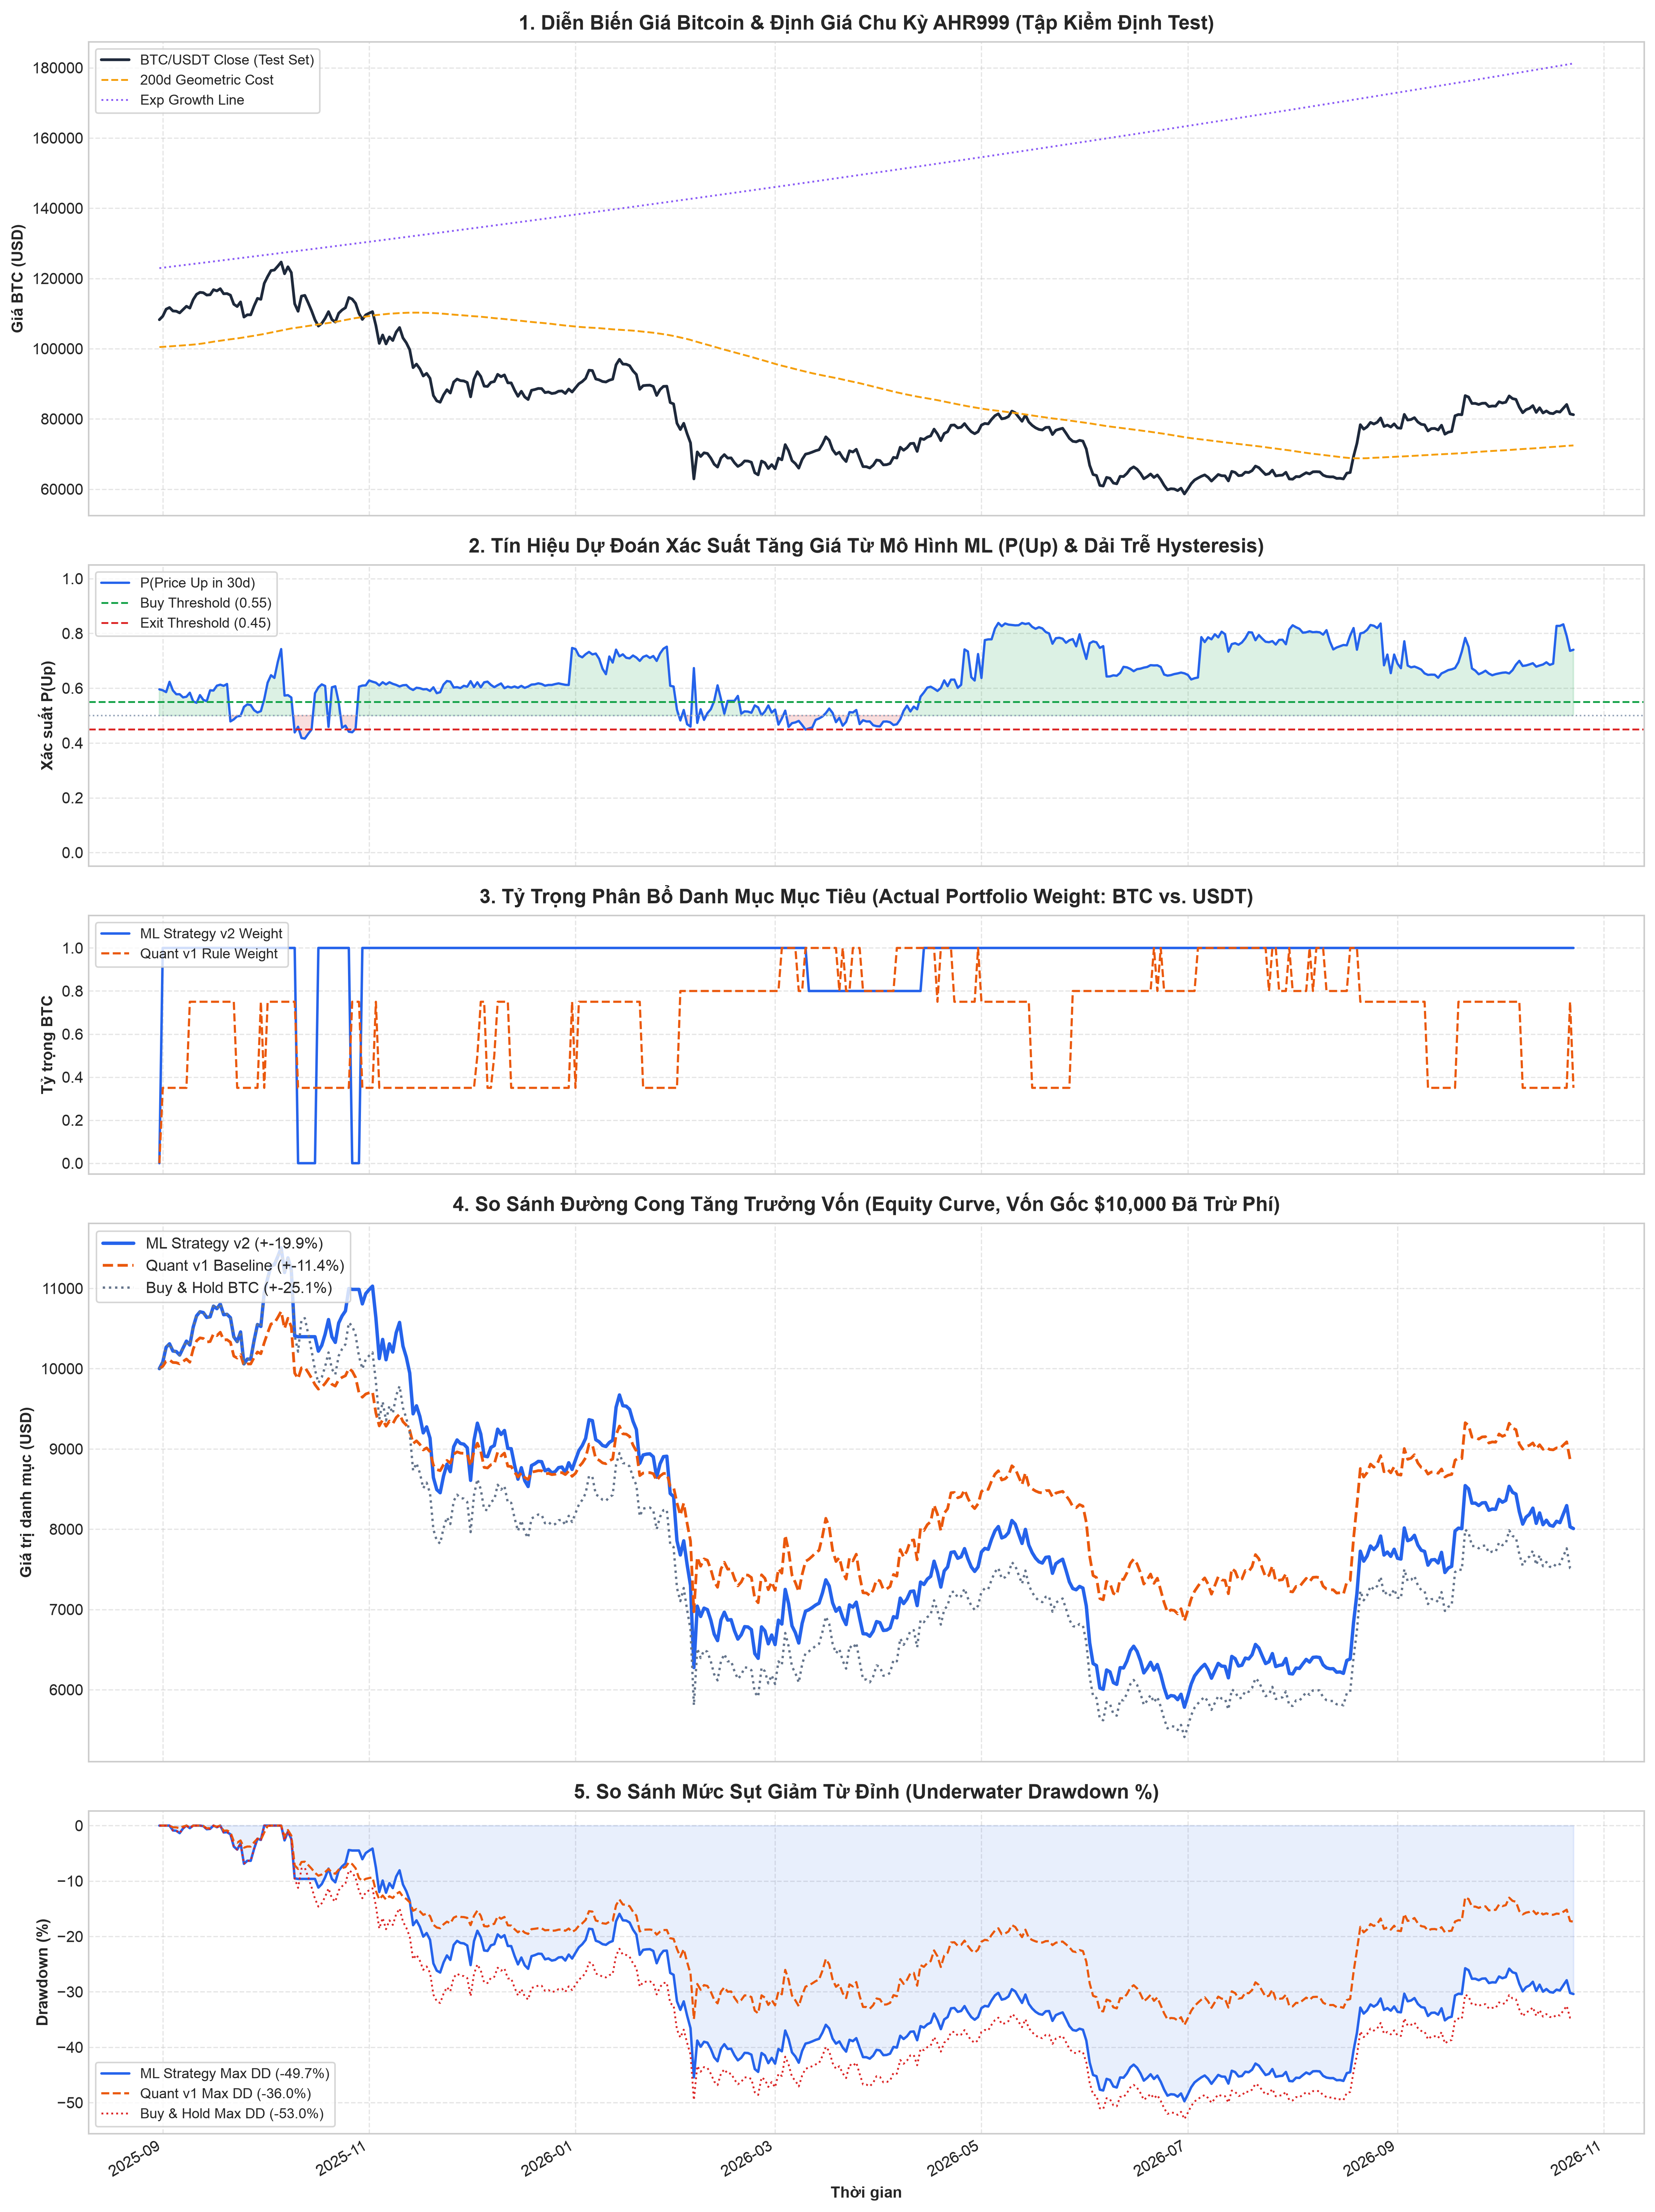 1. Diễn Biến Giá Bitcoin & Định Giá Chu Kỳ AHR999 (Tập Kiểm Định Test)
BTC/USDT Close (Test Set)
200d Geometric Cost
Exp Growth Line
Giá BTC (USD)
180000
160000
140000
120000
100000
80000
60000
2. Tín Hiệu Dự Đoán Xác Suất Tăng Giá Từ Mô Hình ML (P(Up) & Dải Trễ Hysteresis)
P(Price Up in 30d)
Buy Threshold (0.55)
Exit Threshold (0.45)
Xác suất P(Up)
1.0
0.8
0.6
0.4
0.2
0.0
3. Tỷ Trọng Phân Bổ Danh Mục Mục Tiêu (Actual Portfolio Weight: BTC vs. USDT)
ML Strategy v2 Weight
Quant v1 Rule Weight
Tỷ trọng BTC
1.0
0.8
0.6
0.4
0.2
0.0
4. So Sánh Đường Cong Tăng Trưởng Vốn (Equity Curve, Vốn Gốc $10,000 Đã Trừ Phí)
ML Strategy v2 (+-19.9%)
Quant v1 Baseline (+-11.4%)
Buy & Hold BTC (+-25.1%)
Giá trị danh mục (USD)
11000
10000
9000
8000
7000
6000
5. So Sánh Mức Sụt Giảm Từ Đỉnh (Underwater Drawdown %)
Drawdown (%)
0
−10
−20
−30
−40
−50
ML Strategy Max DD (-49.7%)
Quant v1 Max DD (-36.0%)
Buy & Hold Max DD (-53.0%)
2025-09
2025-11
2026-01
2026-03
2026-05
2026-07
2026-09
2026-11
Thời gian